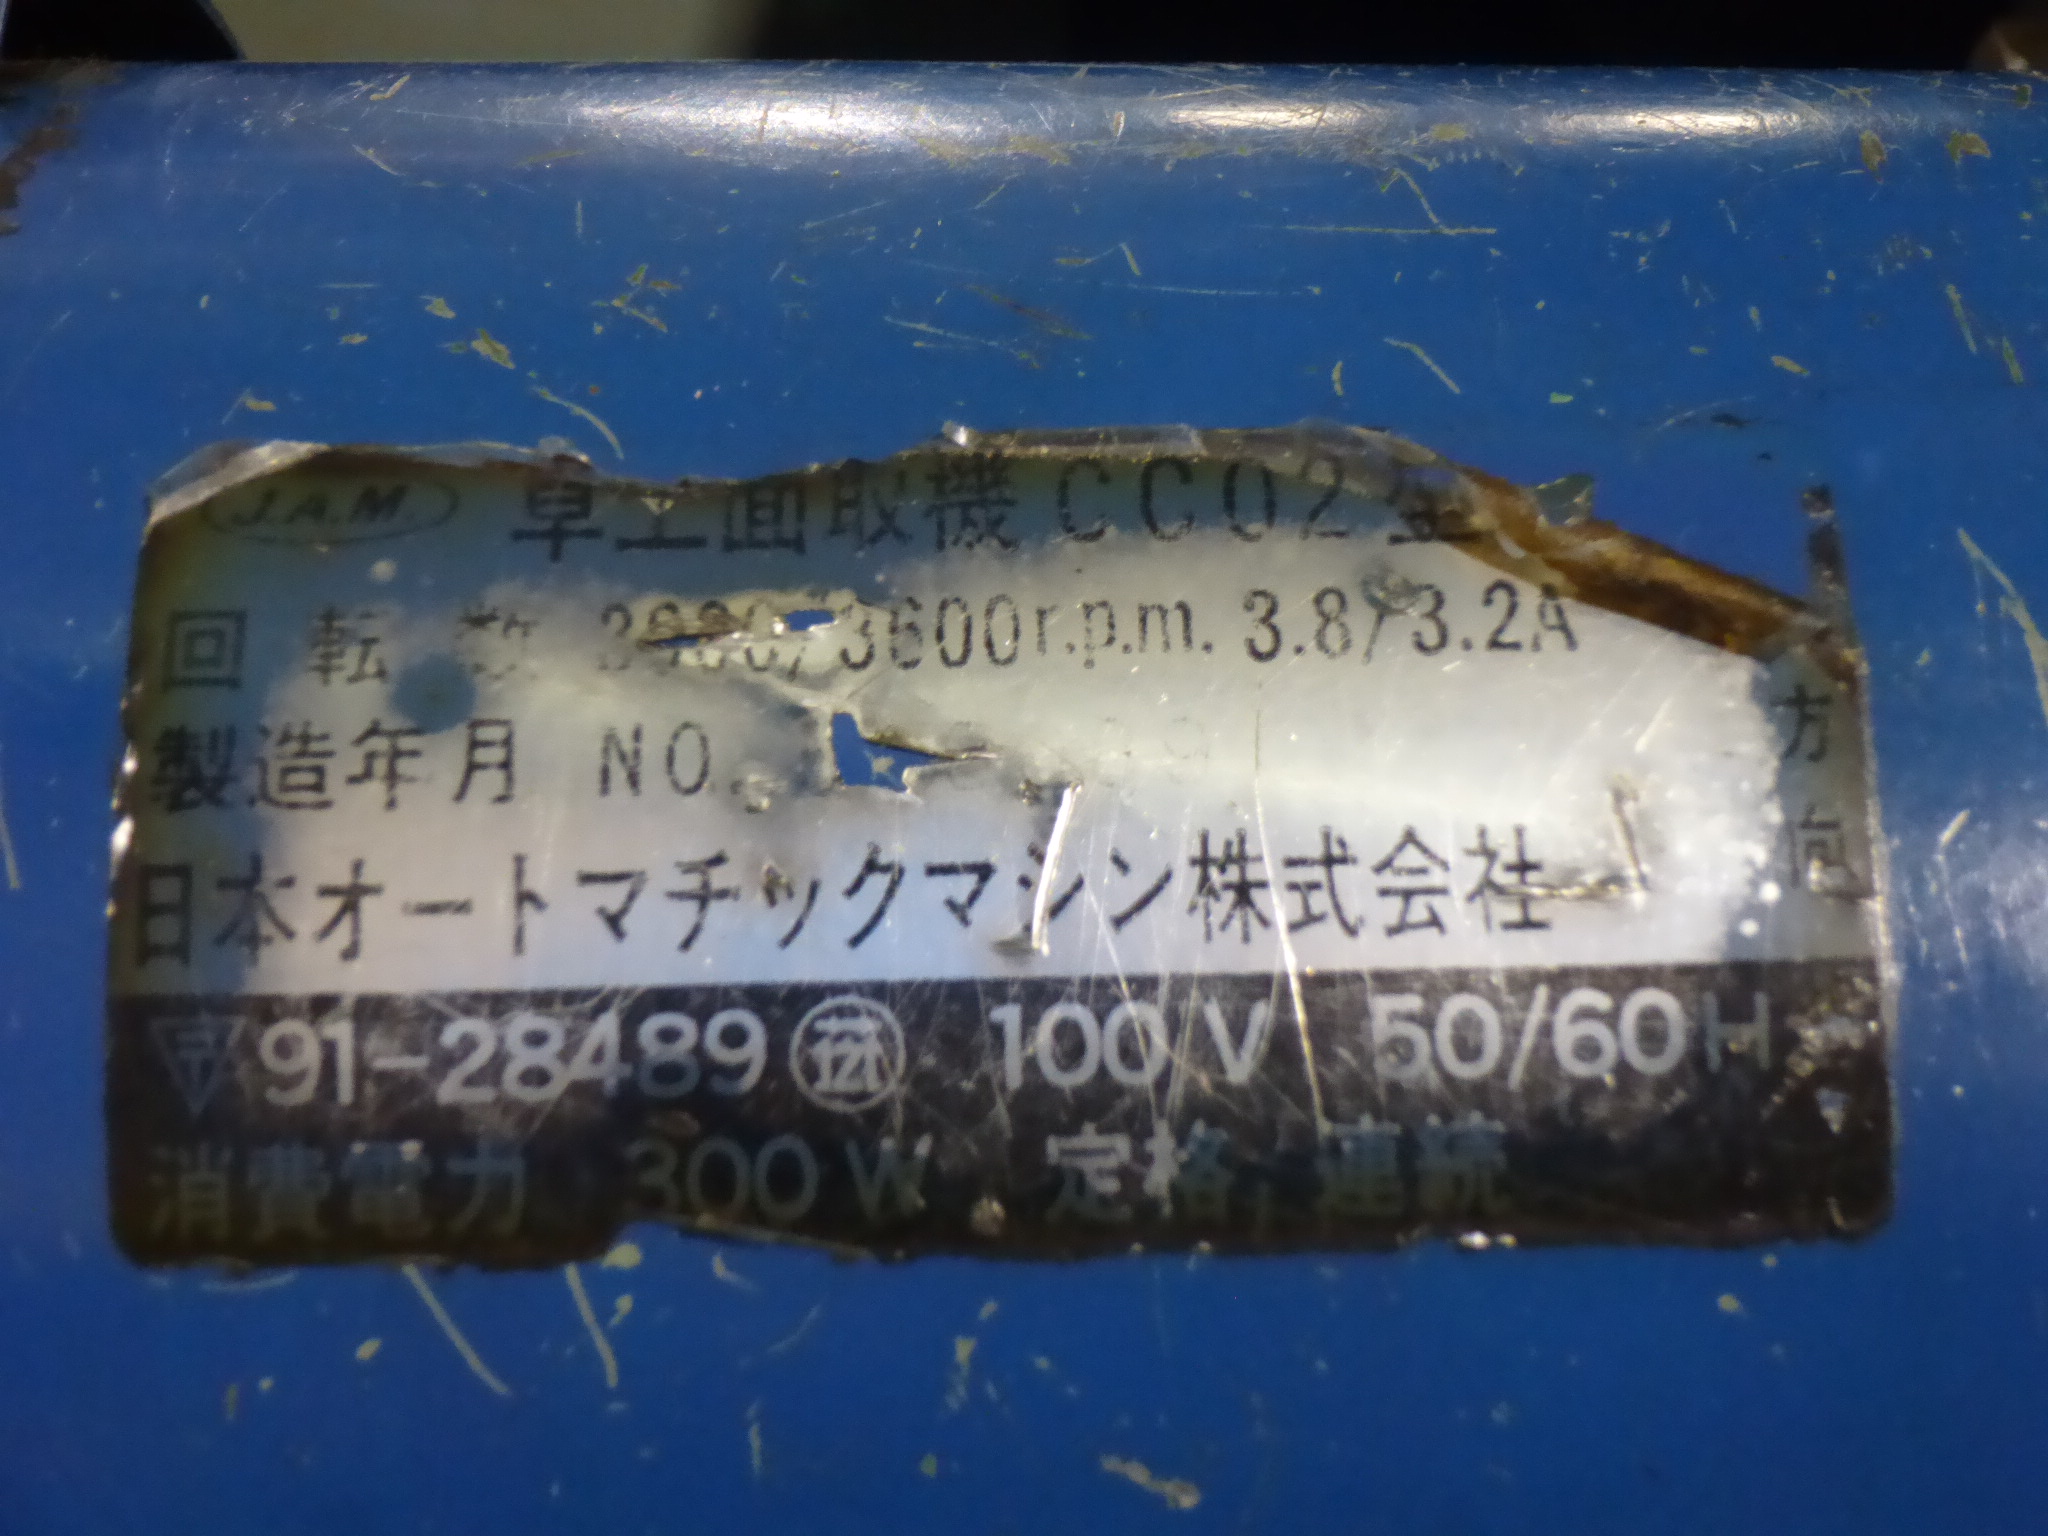 J.A.M. 卓上面取機 CC02型
回転数 /3600r.p.m. 3.8/3.2A
製造年月 NO.
方向
日本オートマチックマシン株式会社
〒 91-28489 100V 50/60H
消費電力 300W 定格 連続